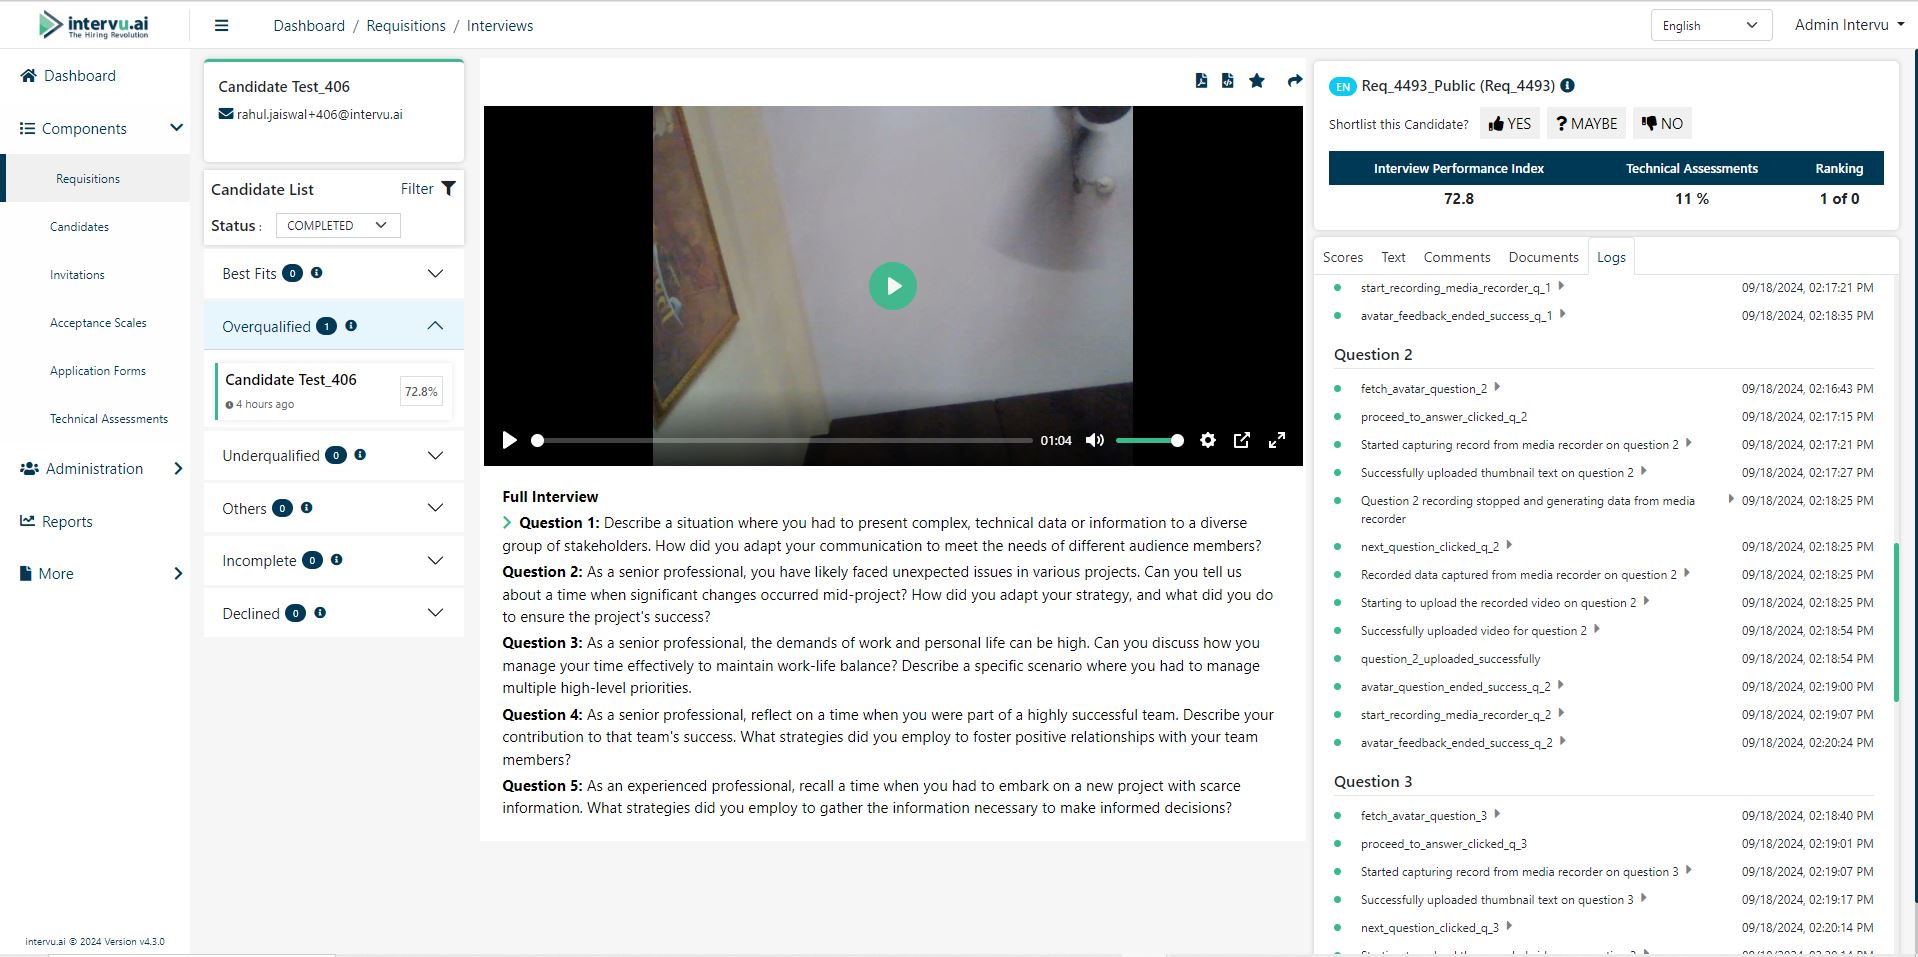 intervu.ai
The Hiring Revolution
Dashboard / Requisitions / Interviews
English
Admin Intervu
Dashboard
Components
Requisitions
Candidates
Invitations
Acceptance Scales
Application Forms
Technical Assessments
Administration
Reports
More
intervu.ai © 2024 Version v4.3.0
Candidate Test_406
rahul.jaiswal+406@intervu.ai
Candidate List
Filter
Status :
COMPLETED
Best Fits 0
Overqualified 1
Candidate Test_406
72.8%
4 hours ago
Underqualified 0
Others 0
Incomplete 0
Declined 0
01:04
Full Interview
Question 1: Describe a situation where you had to present complex, technical data or information to a diverse
group of stakeholders. How did you adapt your communication to meet the needs of different audience members?
Question 2: As a senior professional, you have likely faced unexpected issues in various projects. Can you tell us
about a time when significant changes occurred mid-project? How did you adapt your strategy, and what did you do
to ensure the project's success?
Question 3: As a senior professional, the demands of work and personal life can be high. Can you discuss how you
manage your time effectively to maintain work-life balance? Describe a specific scenario where you had to manage
multiple high-level priorities.
Question 4: As a senior professional, reflect on a time when you were part of a highly successful team. Describe your
contribution to that team's success. What strategies did you employ to foster positive relationships with your team
members?
Question 5: As an experienced professional, recall a time when you had to embark on a new project with scarce
information. What strategies did you employ to gather the information necessary to make informed decisions?
EN Req_4493_Public (Req_4493)
Shortlist this Candidate? YES ? MAYBE NO
Interview Performance Index Technical Assessments Ranking
72.8 11 % 1 of 0
Scores Text Comments Documents Logs
start_recording_media_recorder_q_1 09/18/2024, 02:17:21 PM
avatar_feedback_ended_success_q_1 09/18/2024, 02:18:35 PM
Question 2
fetch_avatar_question_2 09/18/2024, 02:16:43 PM
proceed_to_answer_clicked_q_2 09/18/2024, 02:17:15 PM
Started capturing record from media recorder on question 2 09/18/2024, 02:17:21 PM
Successfully uploaded thumbnail text on question 2 09/18/2024, 02:17:27 PM
Question 2 recording stopped and generating data from media 09/18/2024, 02:18:25 PM
recorder
next_question_clicked_q_2 09/18/2024, 02:18:25 PM
Recorded data captured from media recorder on question 2 09/18/2024, 02:18:25 PM
Starting to upload the recorded video on question 2 09/18/2024, 02:18:25 PM
Successfully uploaded video for question 2 09/18/2024, 02:18:54 PM
question_2_uploaded_successfully 09/18/2024, 02:18:54 PM
avatar_question_ended_success_q_2 09/18/2024, 02:19:00 PM
start_recording_media_recorder_q_2 09/18/2024, 02:19:07 PM
avatar_feedback_ended_success_q_2 09/18/2024, 02:20:24 PM
Question 3
fetch_avatar_question_3 09/18/2024, 02:18:40 PM
proceed_to_answer_clicked_q_3 09/18/2024, 02:19:01 PM
Started capturing record from media recorder on question 3 09/18/2024, 02:19:07 PM
Successfully uploaded thumbnail text on question 3 09/18/2024, 02:19:17 PM
next_question_clicked_q_3 09/18/2024, 02:20:14 PM